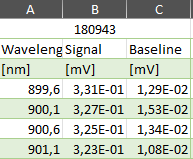 A B C
180943
Waveleng Signal Baseline
[nm] [mV] [mV]
899,6 3,31E-01 1,29E-02
900,1 3,27E-01 1,53E-02
900,6 3,25E-01 1,34E-02
901,1 3,23E-01 1,08E-02